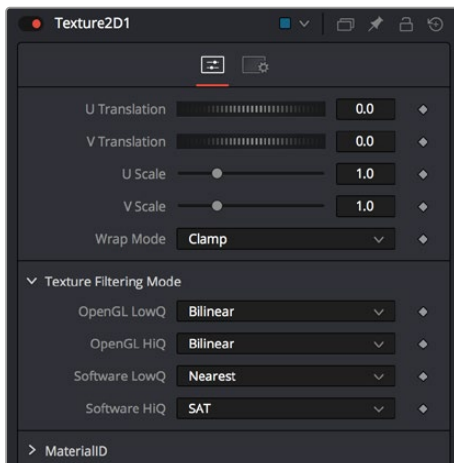 Texture2D1
U Translation 0.0
V Translation 0.0
U Scale 1.0
V Scale 1.0
Wrap Mode Clamp
Texture Filtering Mode
OpenGL LowQ Bilinear
OpenGL HiQ Bilinear
Software LowQ Nearest
Software HiQ SAT
MaterialID